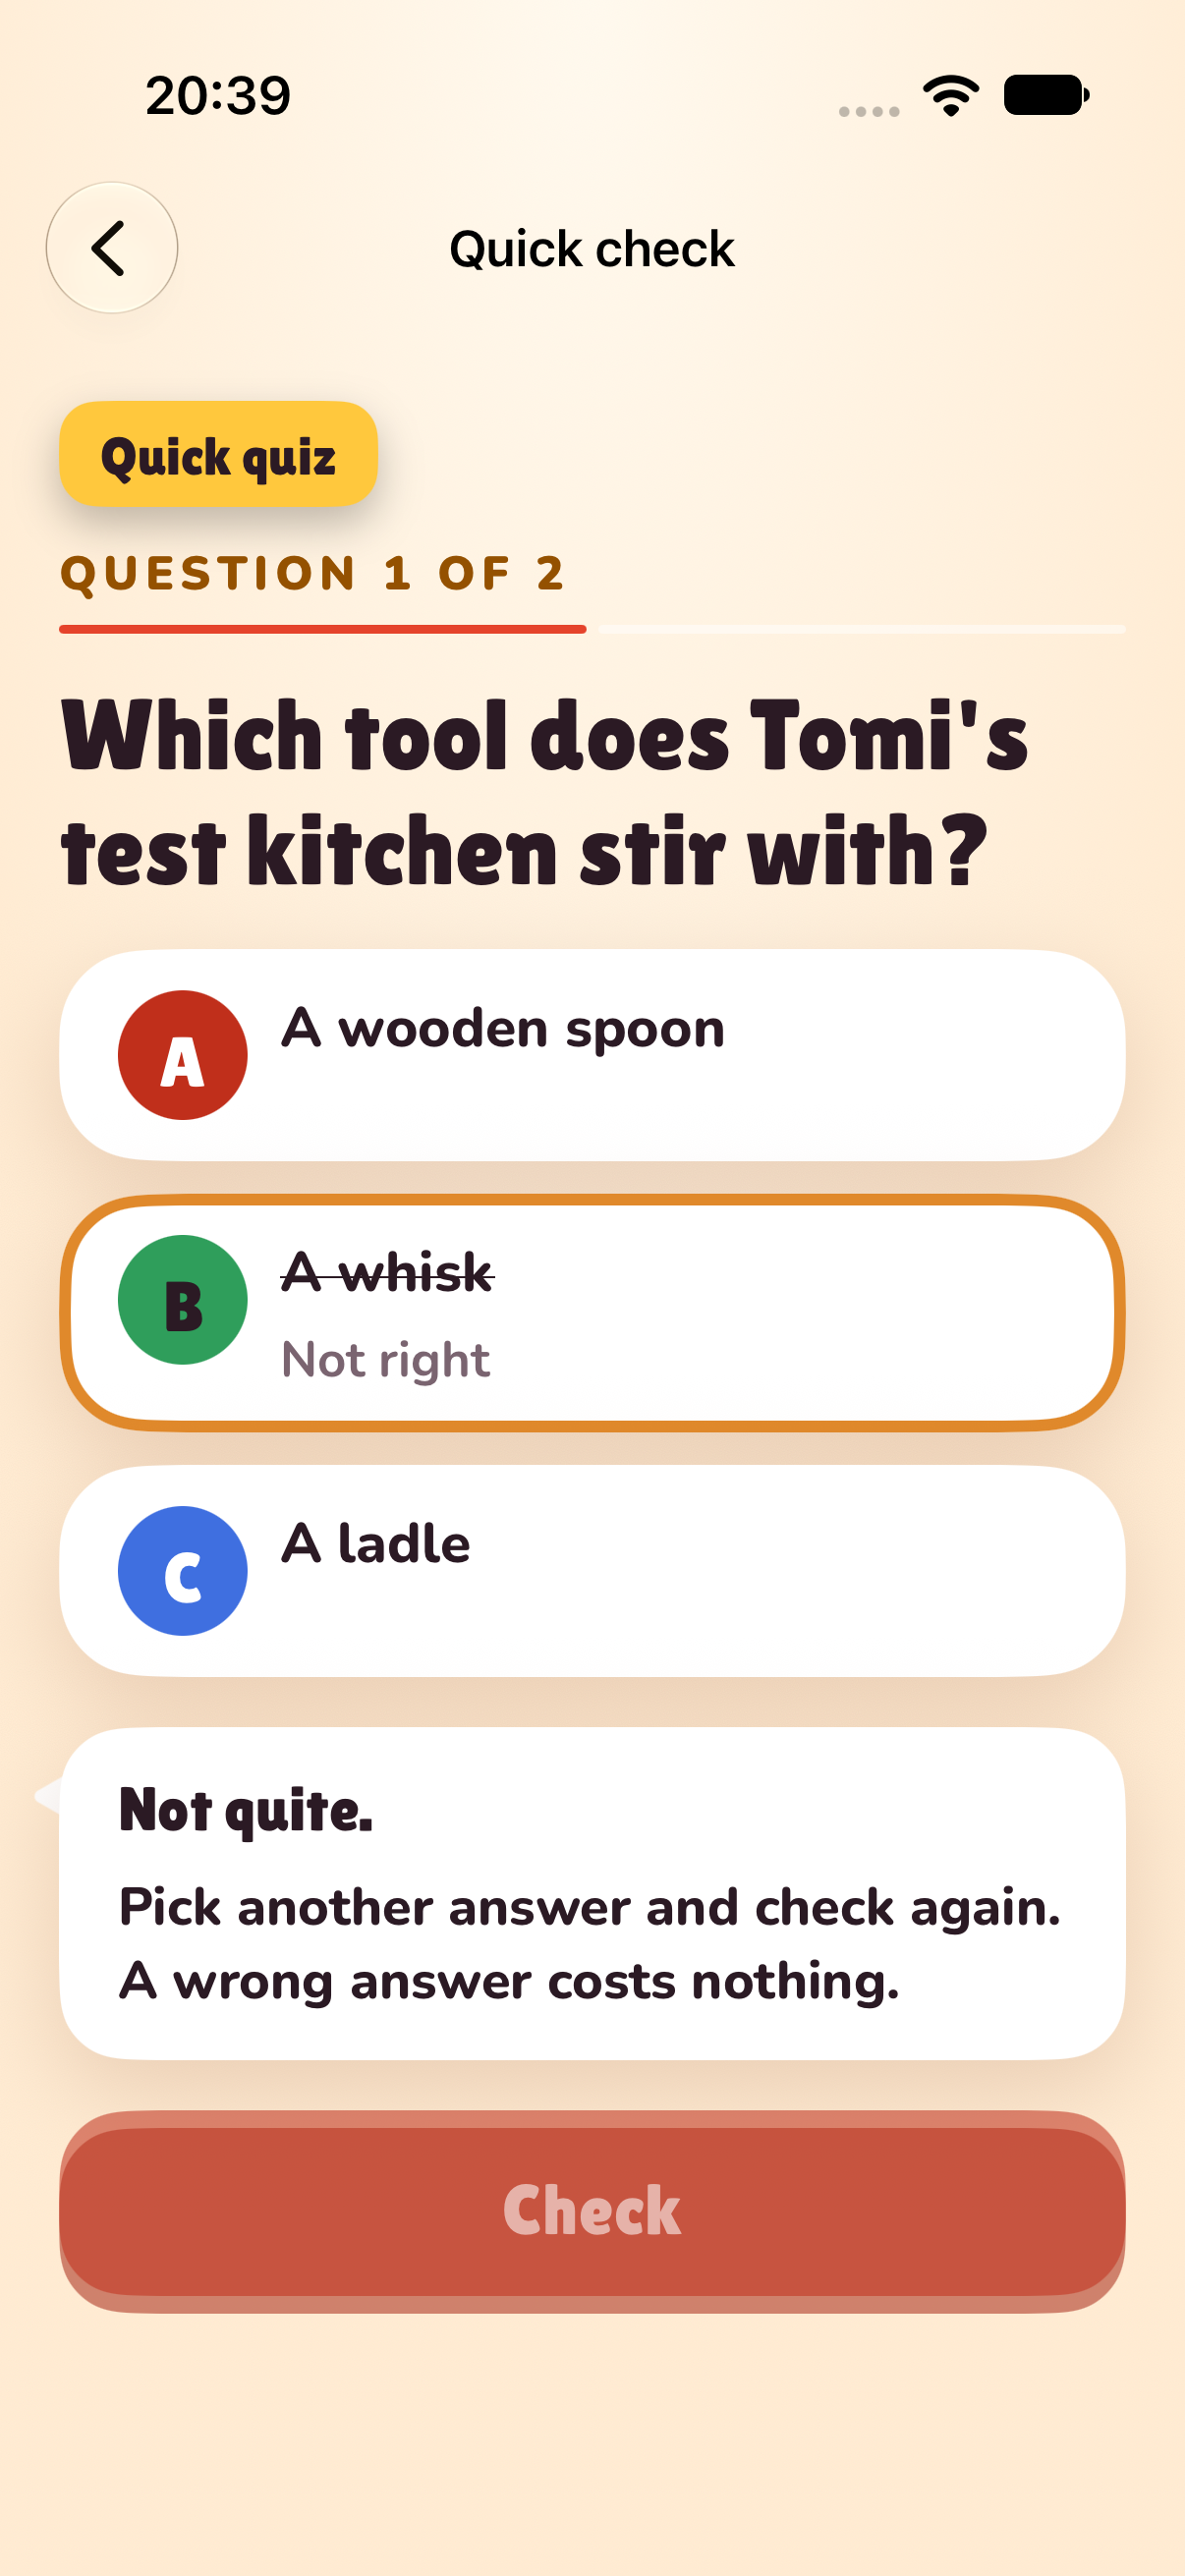 20:39
Quick check
Quick quiz
QUESTION 1 OF 2
Which tool does Tomi's
test kitchen stir with?
A
A wooden spoon
B
A whisk
Not right
C
A ladle
Not quite.
Pick another answer and check again.
A wrong answer costs nothing.
Check